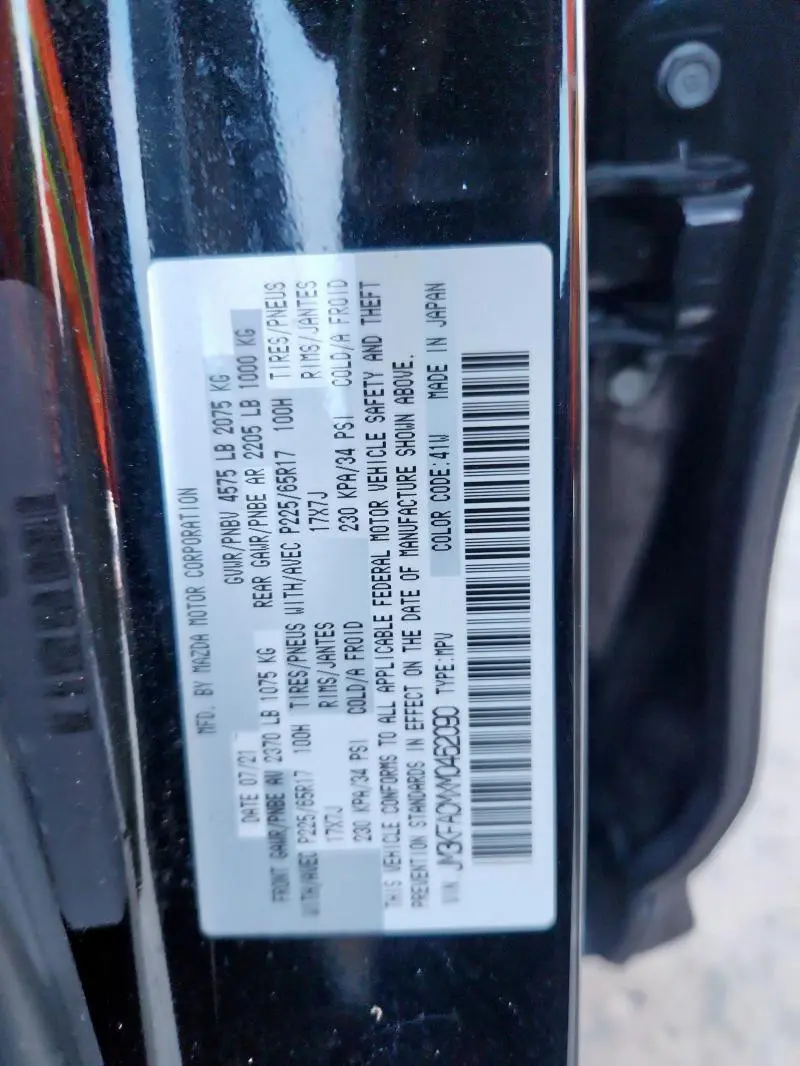 MFD. BY MAZDA MOTOR CORPORATION
DATE 07/21 GVWR/PNBV 4575 LB 2075 KG
FRONT GAWR/PNBE AV 2370 LB 1075 KG REAR GAWR/PNBE AR 2205 LB 1000 KG
WITH/AVEC P225/65R17 100H TIRES/PNEUS WITH/AVEC P225/65R17 100H TIRES/PNEUS
17X7J RIMS/JANTES 17X7J RIMS/JANTES
230 KPA/34 PSI COLD/A FROID 230 KPA/34 PSI COLD/A FROID
THIS VEHICLE CONFORMS TO ALL APPLICABLE FEDERAL MOTOR VEHICLE SAFETY AND THEFT
PREVENTION STANDARDS IN EFFECT ON THE DATE OF MANUFACTURE SHOWN ABOVE.
VIN JM3KFACMXM0462090 TYPE:MPV COLOR CODE:41W MADE IN JAPAN